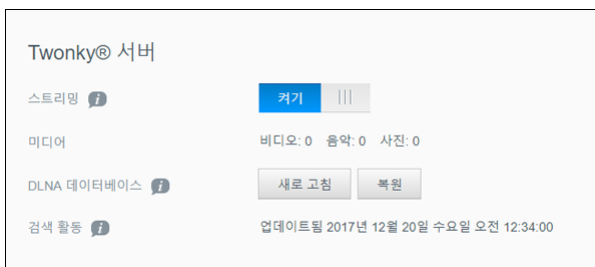 Twonky® 서버
스트리밍 켜기
미디어 비디오: 0 음악: 0 사진: 0
DLNA 데이터베이스 새로 고침 복원
검색 활동 업데이트됨 2017년 12월 20일 수요일 오전 12:34:00